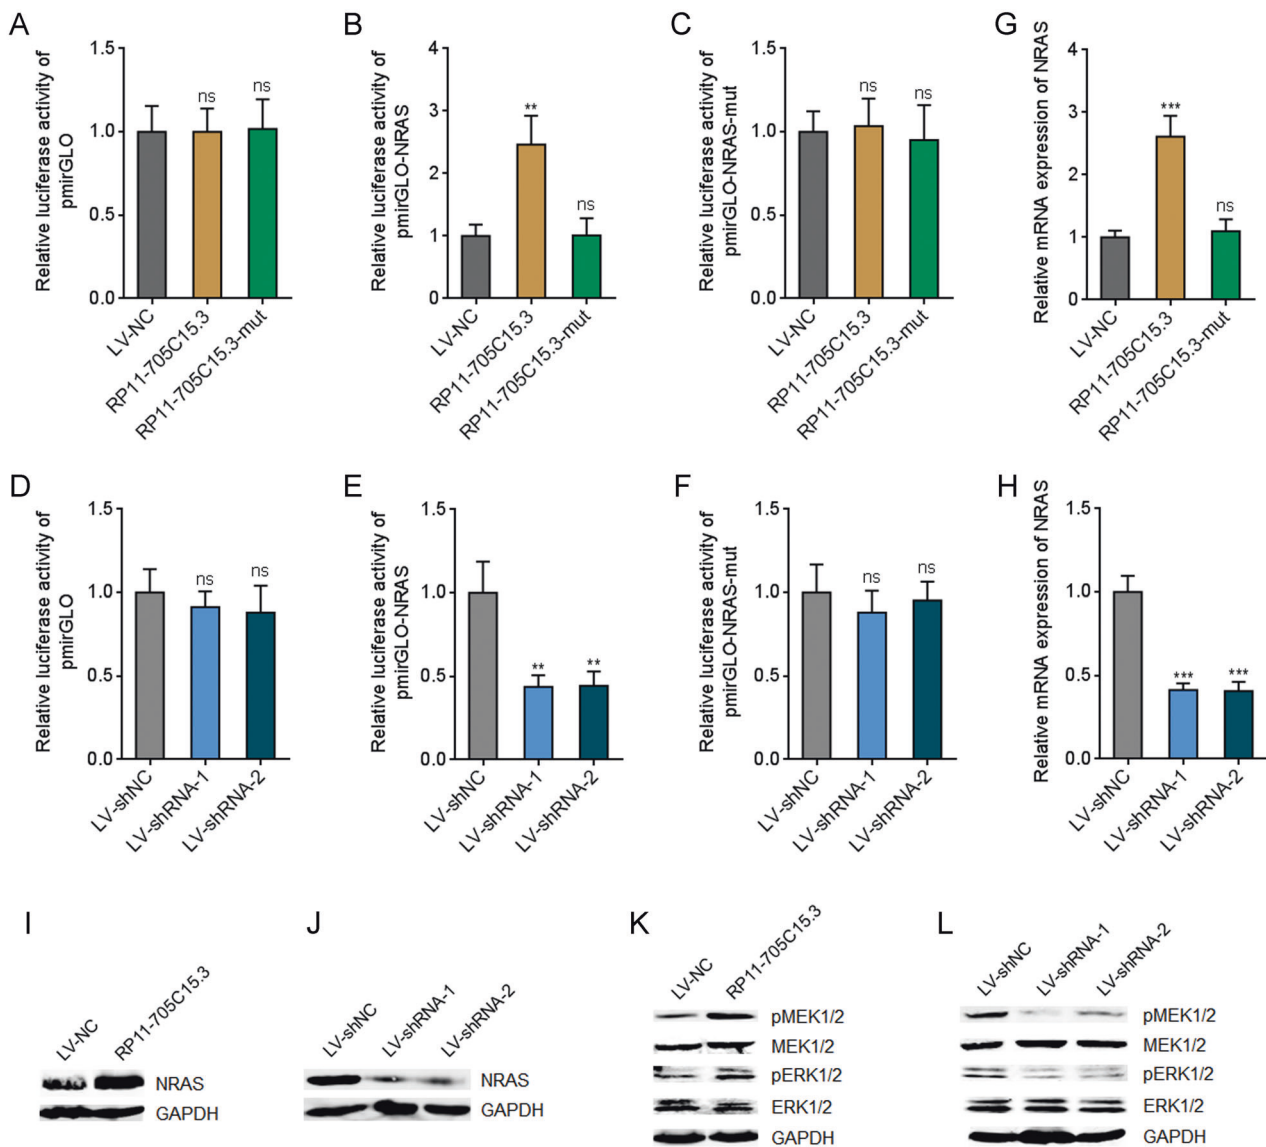 A
Relative luciferase activity of
pmirGLO
1.5
1.0
0.5
0.0
ns
ns
LV-NC
RP11-705C15.3
RP11-705C15.3-mut
B
Relative luciferase activity of
pmirGLO-NRAS
4
3
2
1
0
**
ns
LV-NC
RP11-705C15.3
RP11-705C15.3-mut
C
Relative luciferase activity of
pmirGLO-NRAS-mut
1.5
1.0
0.5
0.0
ns
ns
LV-NC
RP11-705C15.3
RP11-705C15.3-mut
G
Relative mRNA expression of NRAS
4
3
2
1
0
***
ns
LV-NC
RP11-705C15.3
RP11-705C15.3-mut
D
Relative luciferase activity of
pmirGLO
1.5
1.0
0.5
0.0
ns
ns
LV-shNC
LV-shRNA-1
LV-shRNA-2
E
Relative luciferase activity of
pmirGLO-NRAS
1.5
1.0
0.5
0.0
**
**
LV-shNC
LV-shRNA-1
LV-shRNA-2
F
Relative luciferase activity of
pmirGLO-NRAS-mut
1.5
1.0
0.5
0.0
ns
ns
LV-shNC
LV-shRNA-1
LV-shRNA-2
H
Relative mRNA expression of NRAS
1.5
1.0
0.5
0.0
***
***
LV-shNC
LV-shRNA-1
LV-shRNA-2
I
LV-NC
RP11-705C15.3
NRAS
GAPDH
J
LV-shNC
LV-shRNA-1
LV-shRNA-2
NRAS
GAPDH
K
LV-NC
RP11-705C15.3
pMEK1/2
MEK1/2
pERK1/2
ERK1/2
GAPDH
L
LV-shNC
LV-shRNA-1
LV-shRNA-2
pMEK1/2
MEK1/2
pERK1/2
ERK1/2
GAPDH